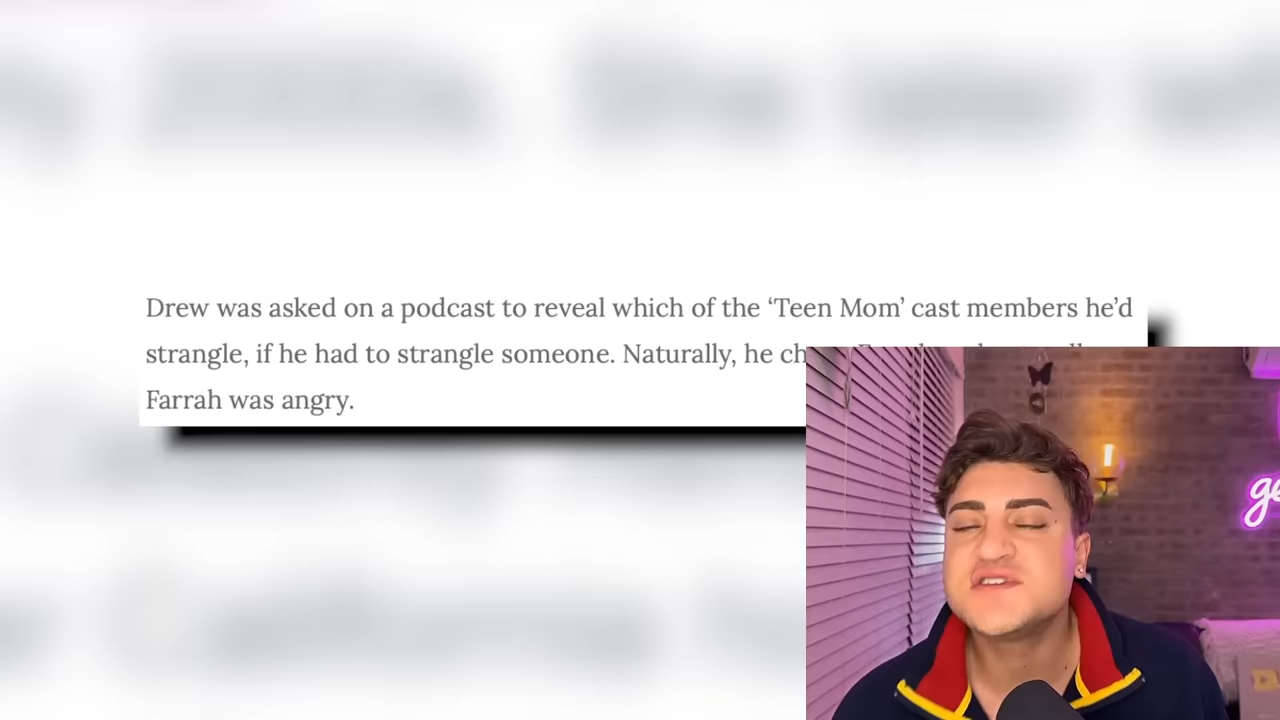 Drew was asked on a podcast to reveal which of the ‘Teen Mom’ cast members he’d
strangle, if he had to strangle someone. Naturally, he
Farrah was angry.